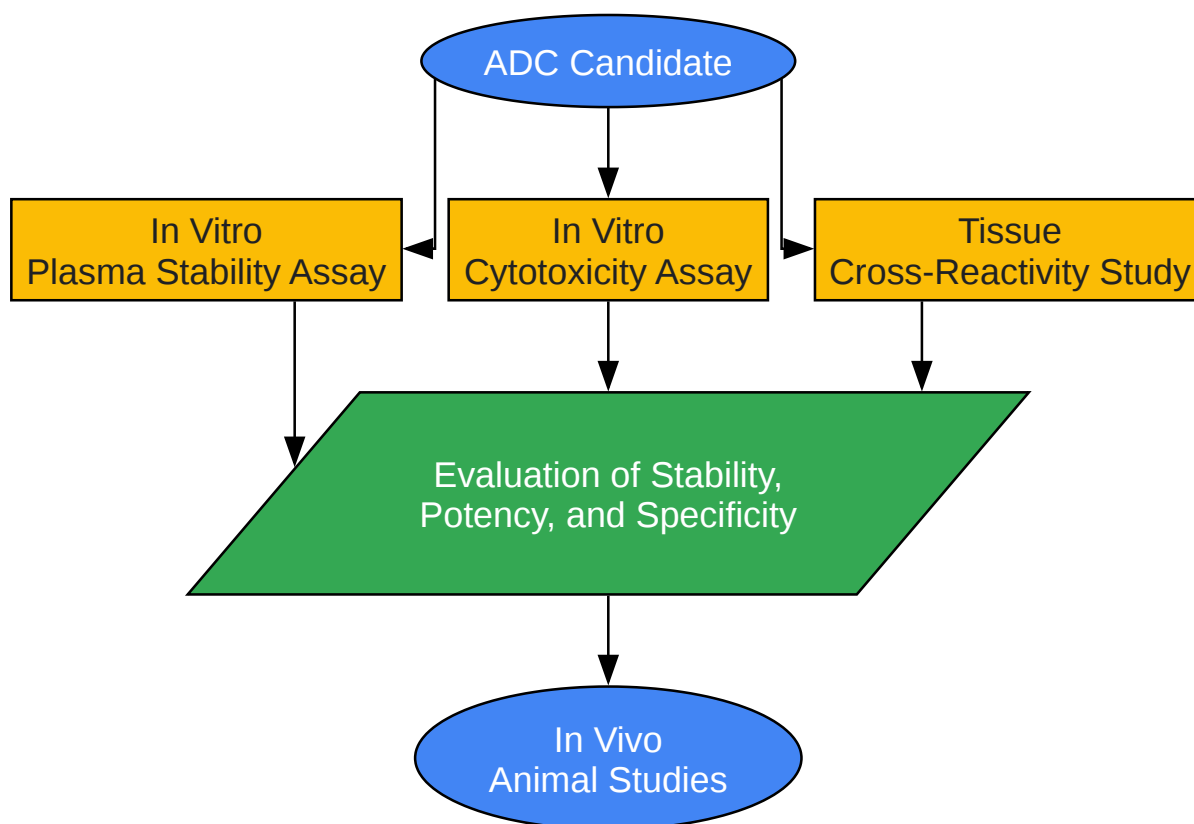 ADC Candidate
In Vitro
Plasma Stability Assay
In Vitro
Cytotoxicity Assay
Tissue
Cross-Reactivity Study
Evaluation of Stability,
Potency, and Specificity
In Vivo
Animal Studies